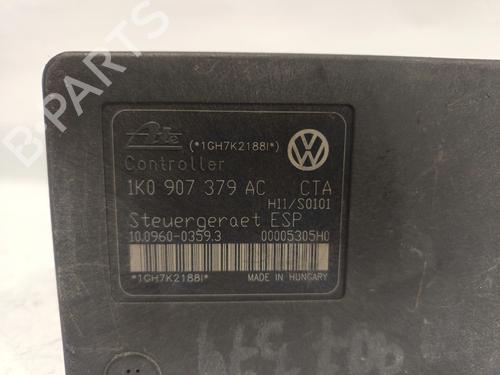 Ate (*1GH7K2188I*)
Controller
1K0 907 379 AC CTA
H11/S0101
Steuergeraet ESP
10.0960-0359.3 00005305H0
*1GH7K2188I* MADE IN HUNGARY